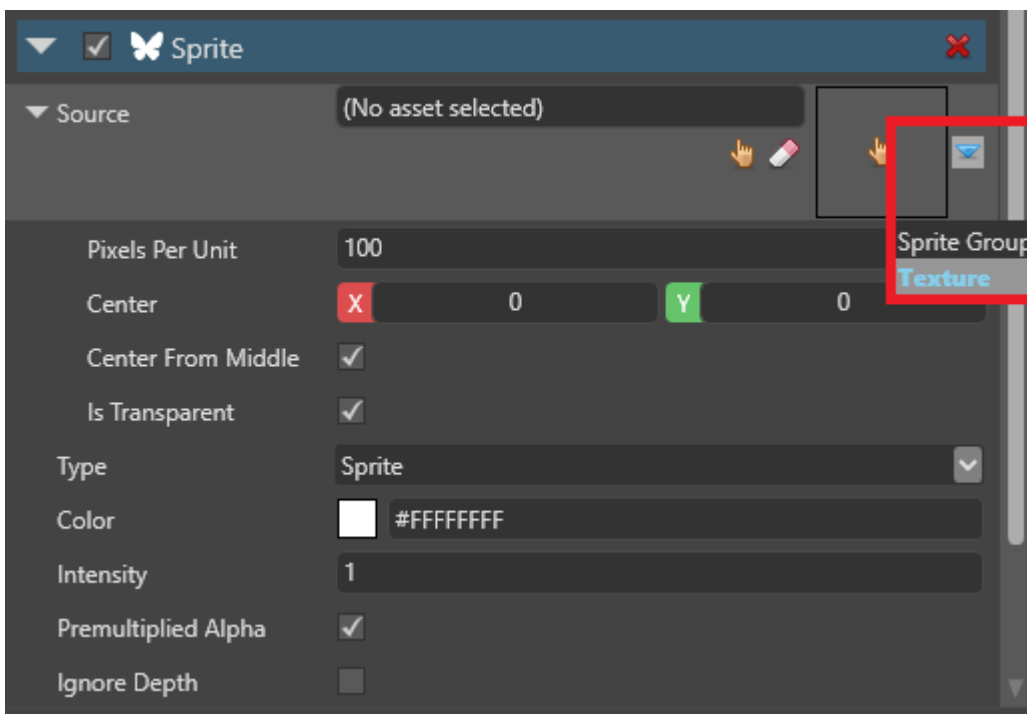 Sprite
Source (No asset selected)
Pixels Per Unit 100
Sprite Group
Texture
Center X 0 Y 0
Center From Middle
Is Transparent
Type Sprite
Color #FFFFFFFF
Intensity 1
Premultiplied Alpha
Ignore Depth